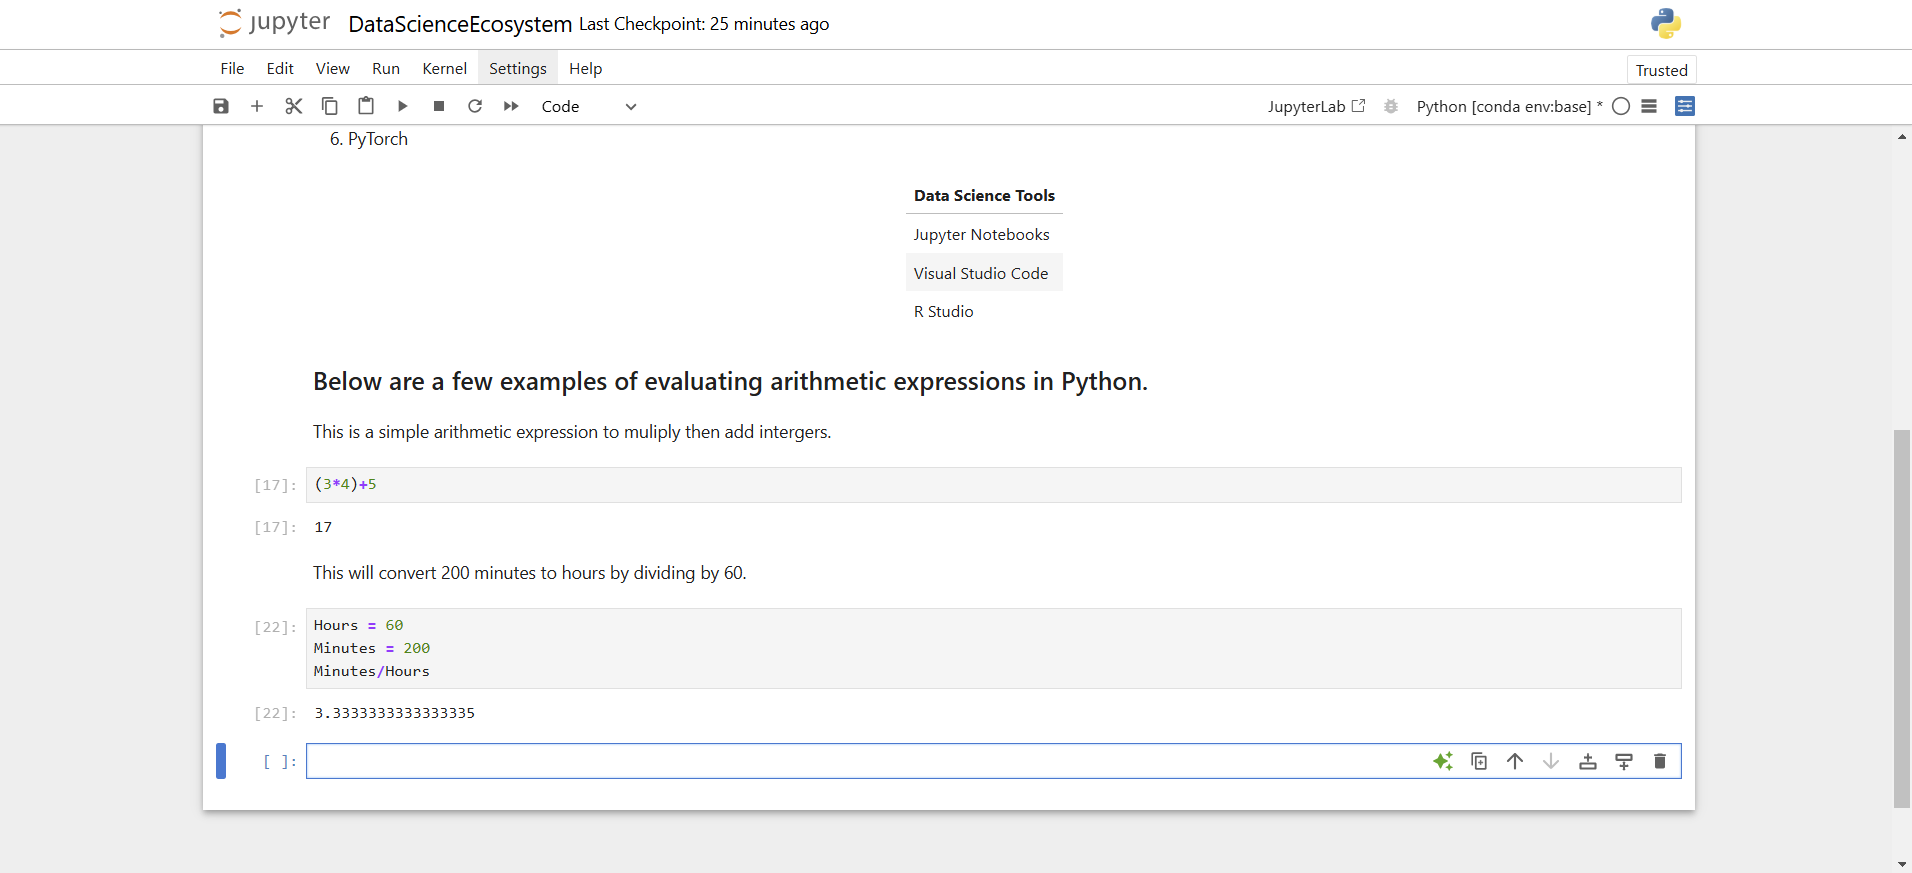 jupyter DataScienceEcosystem Last Checkpoint: 25 minutes ago
File Edit View Run Kernel Settings Help
Trusted
Code
JupyterLab
Python [conda env:base] *
6. PyTorch
Data Science Tools
Jupyter Notebooks
Visual Studio Code
R Studio
Below are a few examples of evaluating arithmetic expressions in Python.
This is a simple arithmetic expression to muliply then add intergers.
[17]: (3*4)+5
[17]: 17
This will convert 200 minutes to hours by dividing by 60.
[22]: Hours = 60
Minutes = 200
Minutes/Hours
[22]: 3.3333333333333335
[ ]: